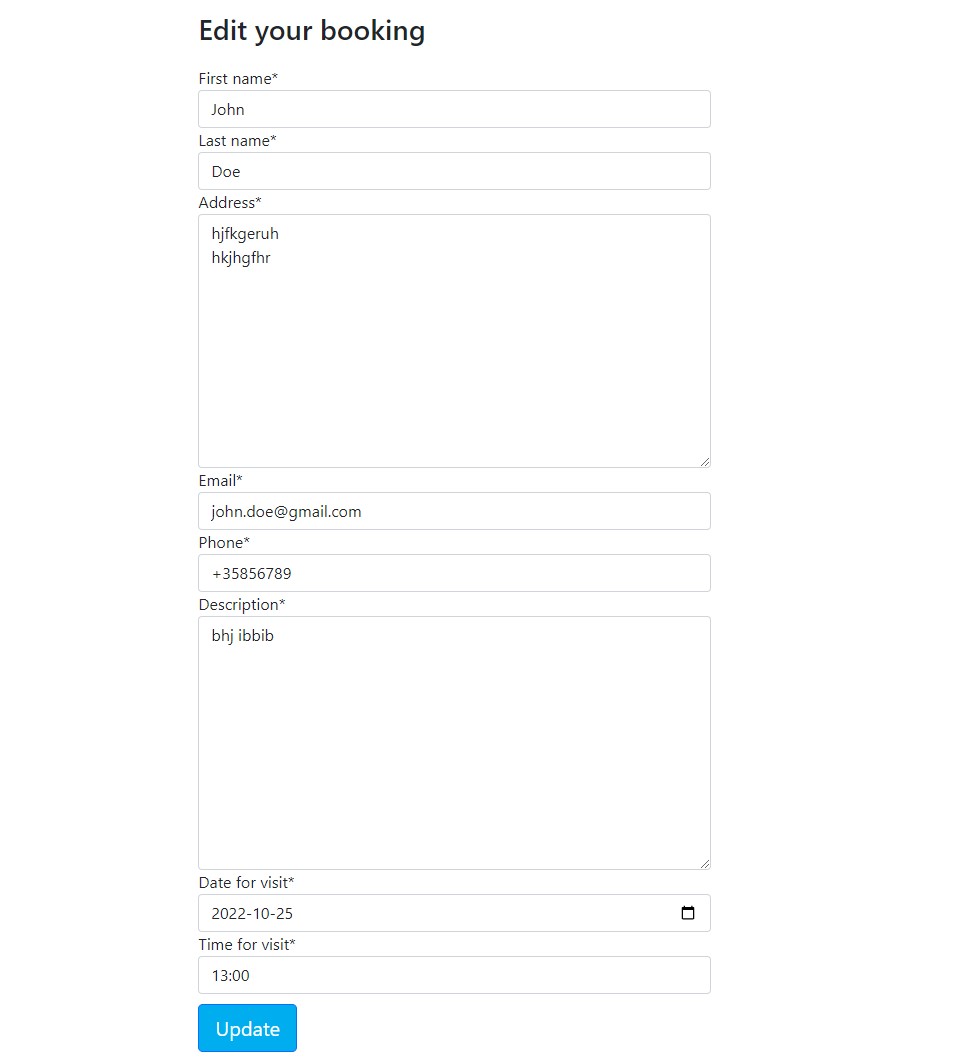 Edit your booking
First name*
John
Last name*
Doe
Address*
hjfkgeruh
hkjhgfhr
Email*
john.doe@gmail.com
Phone*
+35856789
Description*
bhj ibbib
Date for visit*
2022-10-25
Time for visit*
13:00
Update